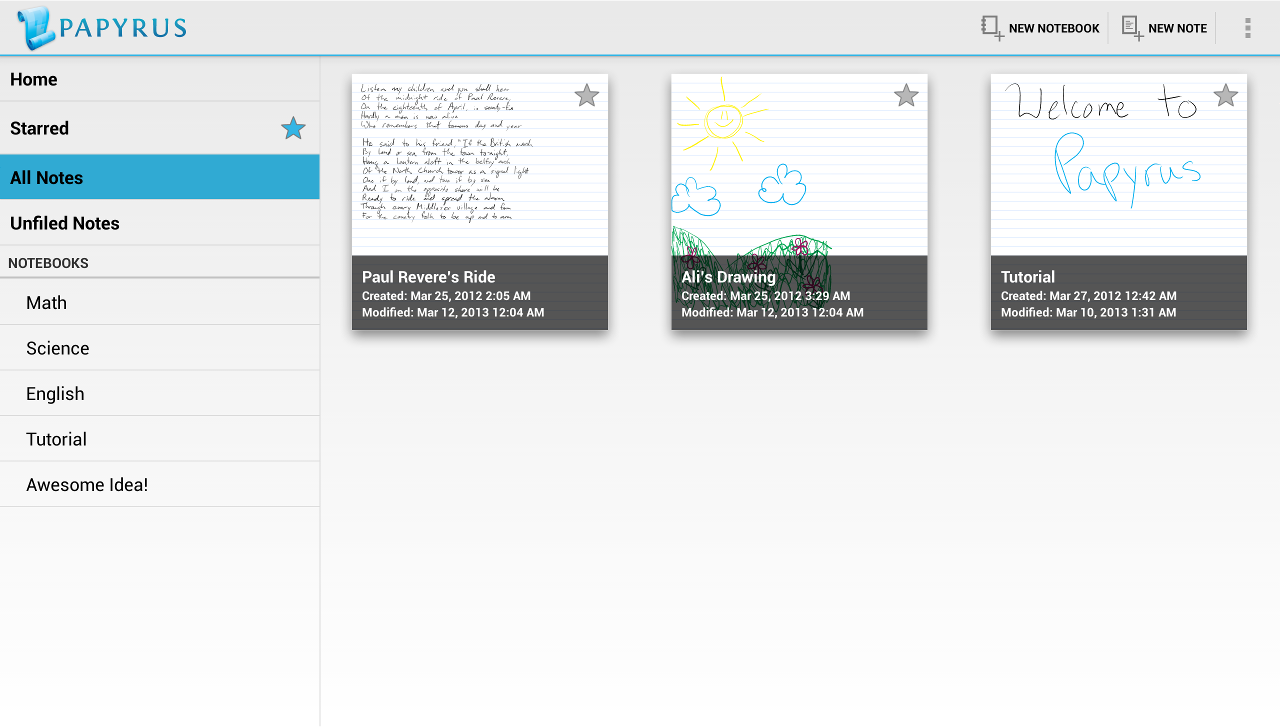 PAPYRUS
NEW NOTEBOOK
NEW NOTE
Home
Starred
All Notes
Unfiled Notes
NOTEBOOKS
Math
Science
English
Tutorial
Awesome Idea!
Listen my children and you shall hear
Of the midnight ride of Paul Revere,
On the of April in
Hardly a man is now alive
Who remembers that famous day and year
He said to his friend, "If the British march
By land or sea from the town tonight,
Hang a lantern aloft in the belfry arch
Of the North Church tower as a signal light
One if by land and two if by sea
And I on the opposite shore will be
Ready to ride and spread the alarm
Through every Middlesex village and farm
For the country folk to be up and to arm
Paul Revere's Ride
Created: Mar 25, 2012 2:05 AM
Modified: Mar 12, 2013 12:04 AM
Ali's Drawing
Created: Mar 25, 2012 3:29 AM
Modified: Mar 12, 2013 12:04 AM
Welcome to
Papyrus
Tutorial
Created: Mar 27, 2012 12:42 AM
Modified: Mar 10, 2013 1:31 AM